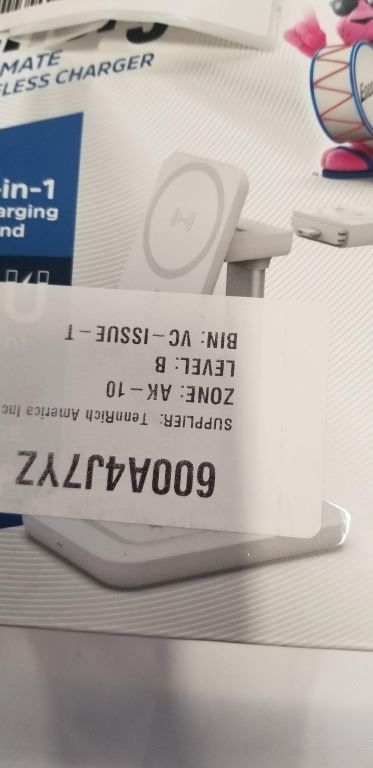 MATE
LESS CHARGER
-in-1
arging
nd
600A4J7YZ
SUPPLIER: TennRich America Inc
ZONE: AK-10
LEVEL: B
BIN: VC-ISSUE-T